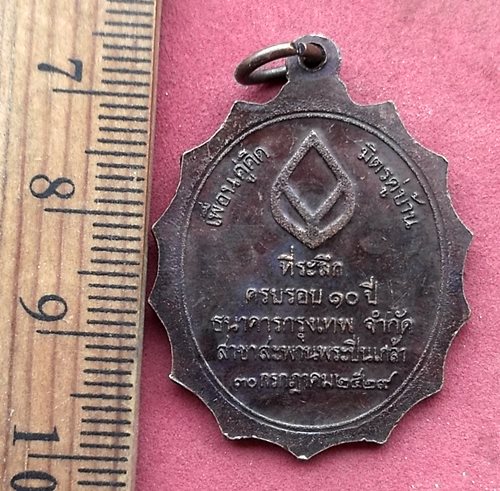 7
8
9
10
เพื่อนคู่คิด
มิตรคู่บ้าน
ที่ระลึก
ครบรอบ ๑๐ ปี
ธนาคารกรุงเทพ จำกัด
สาขาสะพานพระปิ่นเกล้า
๓๐ กรกฎาคม ๒๕๒๙